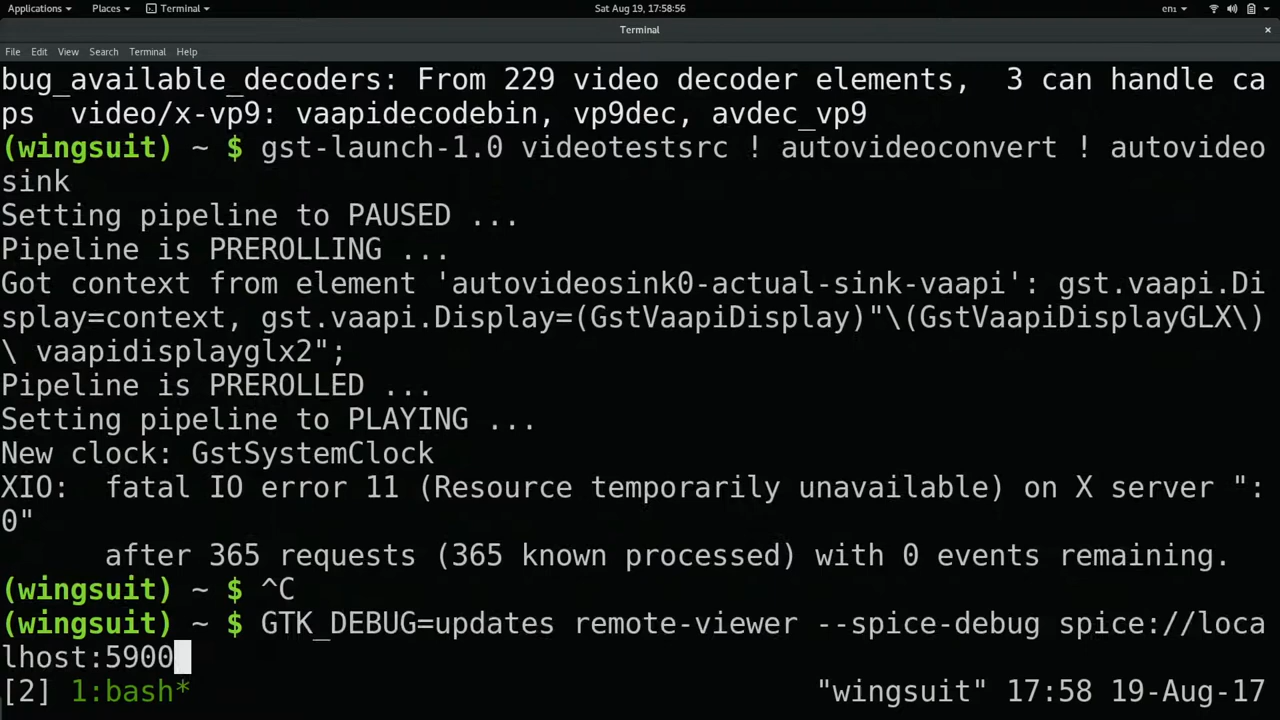 Applications Places Terminal Sat Aug 19, 17:58:56 en1
Terminal
File Edit View Search Terminal Help
bug_available_decoders: From 229 video decoder elements,  3 can handle ca
ps  video/x-vp9: vaapidecodebin, vp9dec, avdec_vp9
(wingsuit) ~ $ gst-launch-1.0 videotestsrc ! autovideoconvert ! autovideo
sink
Setting pipeline to PAUSED ...
Pipeline is PREROLLING ...
Got context from element 'autovideosink0-actual-sink-vaapi': gst.vaapi.Di
splay=context, gst.vaapi.Display=(GstVaapiDisplay)"\(GstVaapiDisplayGLX\)
\ vaapidisplayglx2";
Pipeline is PREROLLED ...
Setting pipeline to PLAYING ...
New clock: GstSystemClock
XIO:  fatal IO error 11 (Resource temporarily unavailable) on X server ":
0"
      after 365 requests (365 known processed) with 0 events remaining.
(wingsuit) ~ $ ^C
(wingsuit) ~ $ GTK_DEBUG=updates remote-viewer --spice-debug spice://loca
lhost:5900
[2] 1:bash* "wingsuit" 17:58 19-Aug-17